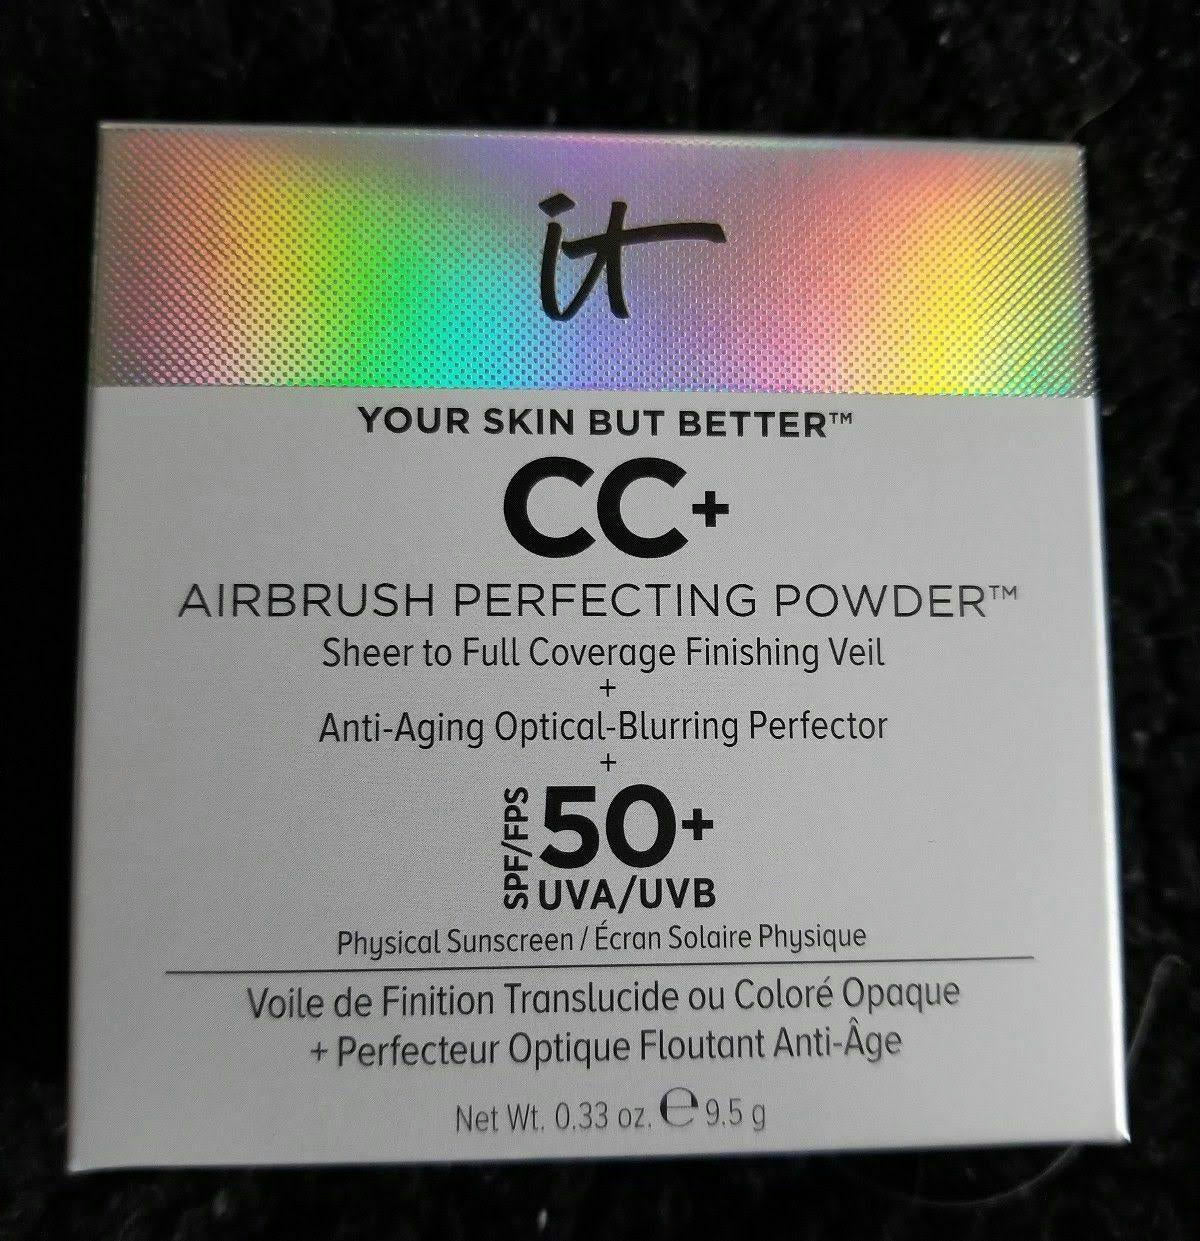 it
YOUR SKIN BUT BETTER™
CC+
AIRBRUSH PERFECTING POWDER™
Sheer to Full Coverage Finishing Veil
+
Anti-Aging Optical-Blurring Perfector
+
SPF/FPS 50+
UVA/UVB
Physical Sunscreen / Écran Solaire Physique
Voile de Finition Translucide ou Coloré Opaque
+ Perfecteur Optique Floutant Anti-Âge
Net Wt. 0.33 oz. ℮ 9.5 g